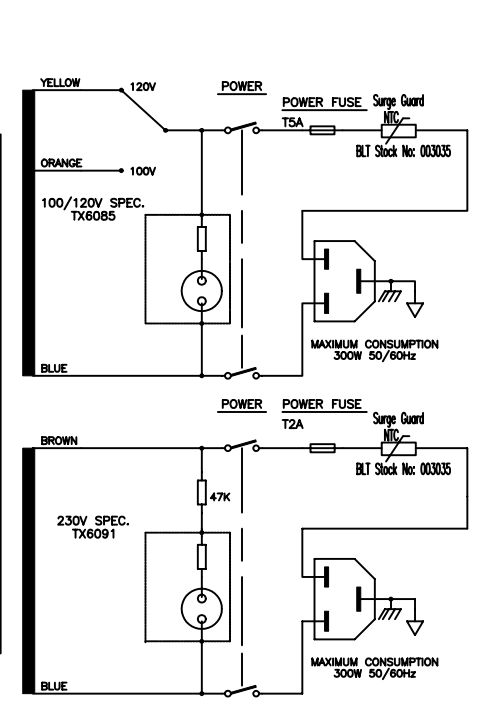 YELLOW
120V
POWER
POWER FUSE
Surge Guard
T5A
NTC
BLT Stock No: 003035
ORANGE
100V
100/120V SPEC.
TX6085
MAXIMUM CONSUMPTION
300W 50/60Hz
BLUE
POWER
POWER FUSE
Surge Guard
T2A
NTC
BROWN
BLT Stock No: 003035
47K
230V SPEC.
TX6091
MAXIMUM CONSUMPTION
300W 50/60Hz
BLUE